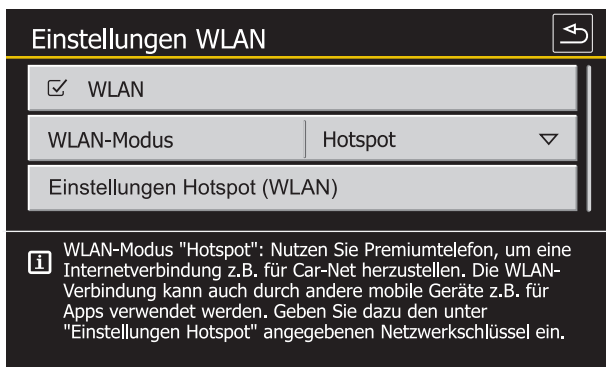 Einstellungen WLAN
WLAN
WLAN-Modus Hotspot
Einstellungen Hotspot (WLAN)
WLAN-Modus "Hotspot": Nutzen Sie Premiumtelefon, um eine
Internetverbindung z.B. für Car-Net herzustellen. Die WLAN-
Verbindung kann auch durch andere mobile Geräte z.B. für
Apps verwendet werden. Geben Sie dazu den unter
"Einstellungen Hotspot" angegebenen Netzwerkschlüssel ein.